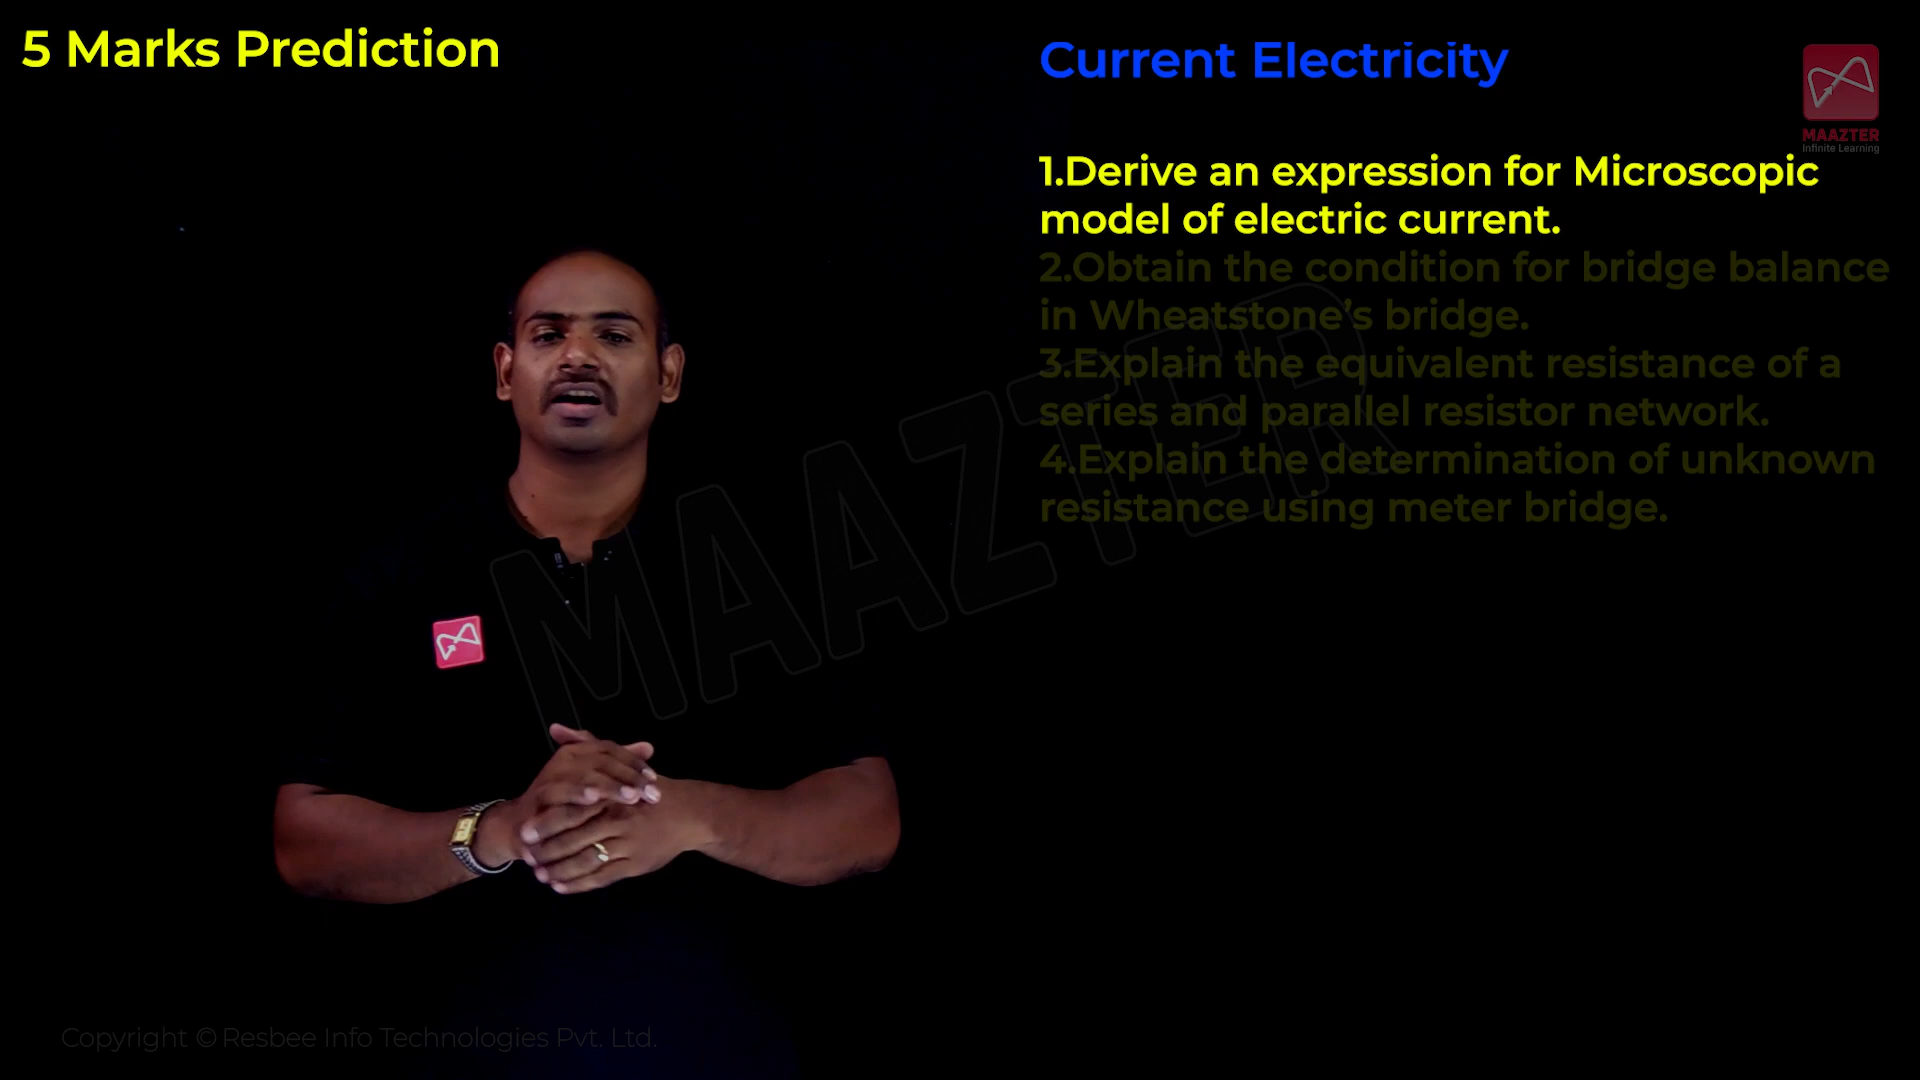 5 Marks Prediction
Current Electricity
MAAZTER
Infinite Learning
1.Derive an expression for Microscopic
model of electric current.
2.Obtain the condition for bridge balance
in Wheatstone’s bridge.
3.Explain the equivalent resistance of a
series and parallel resistor network.
4.Explain the determination of unknown
resistance using meter bridge.
MAAZTER
Copyright © Resbee Info Technologies Pvt. Ltd.